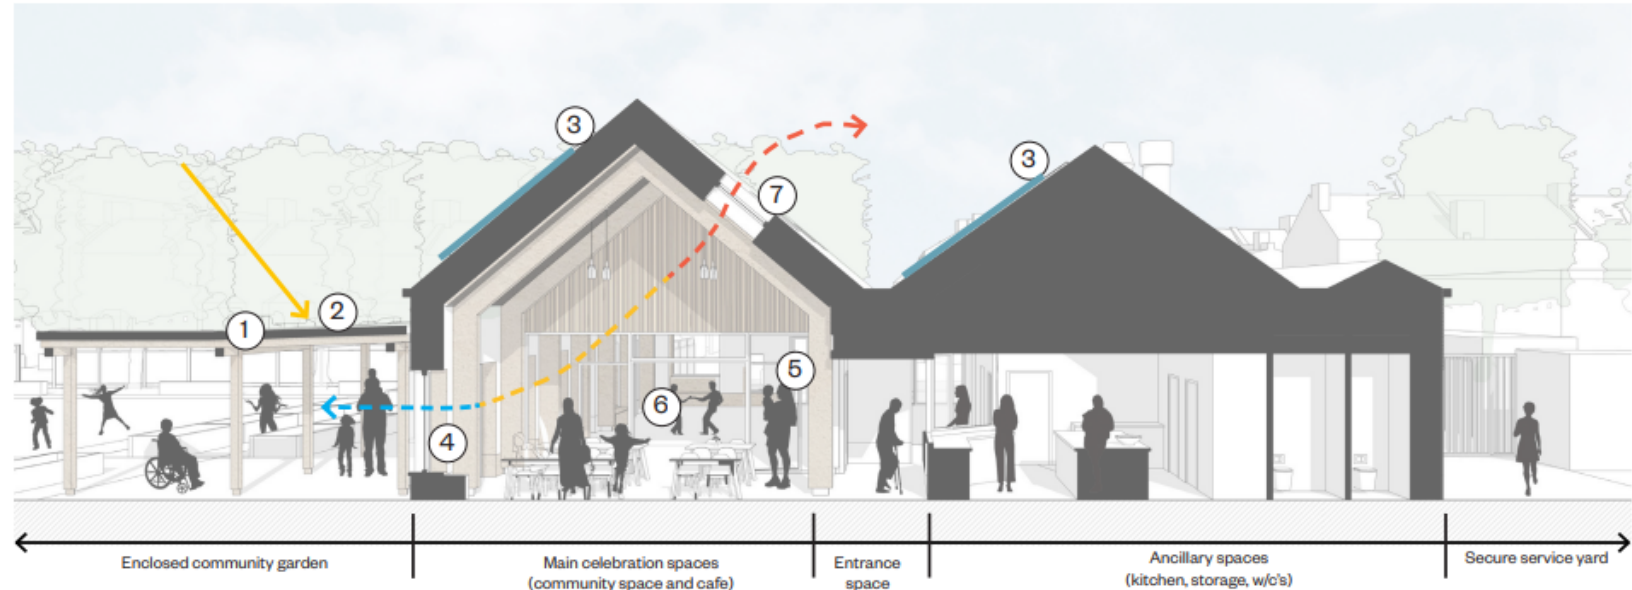 3
3
7
1
2
5
6
4
Enclosed community garden
Main celebration spaces
(community space and cafe)
Entrance
space
Ancillary spaces
(kitchen, storage, w/c's)
Secure service yard